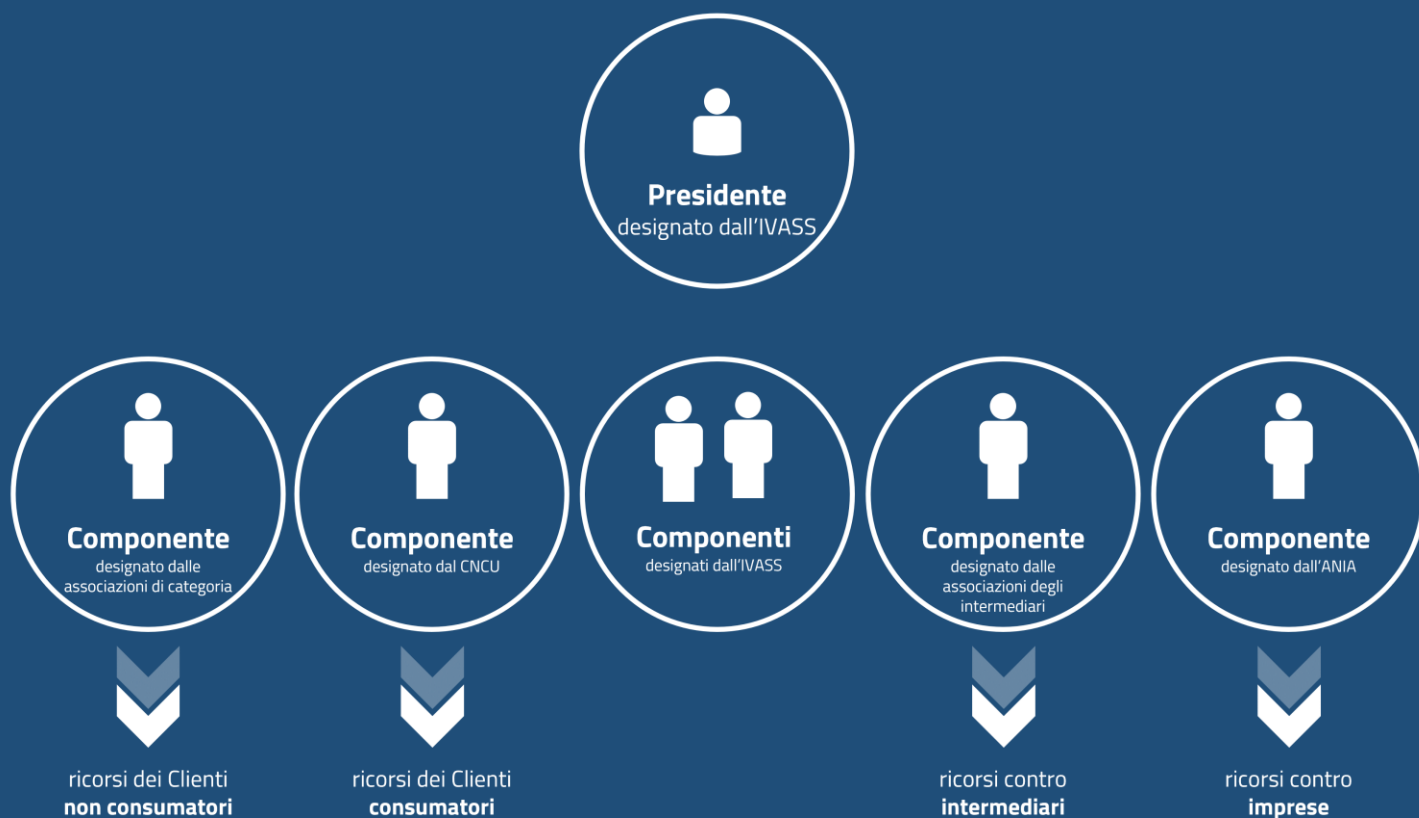 Presidente
designato dall'IVASS
Componente
designato dalle
associazioni di categoria
Componente
designato dal CNCU
Componenti
designati dall'IVASS
Componente
designato dalle
associazioni degli
intermediari
Componente
designato dall'ANIA
ricorsi dei Clienti
non consumatori
ricorsi dei Clienti
consumatori
ricorsi contro
intermediari
ricorsi contro
imprese